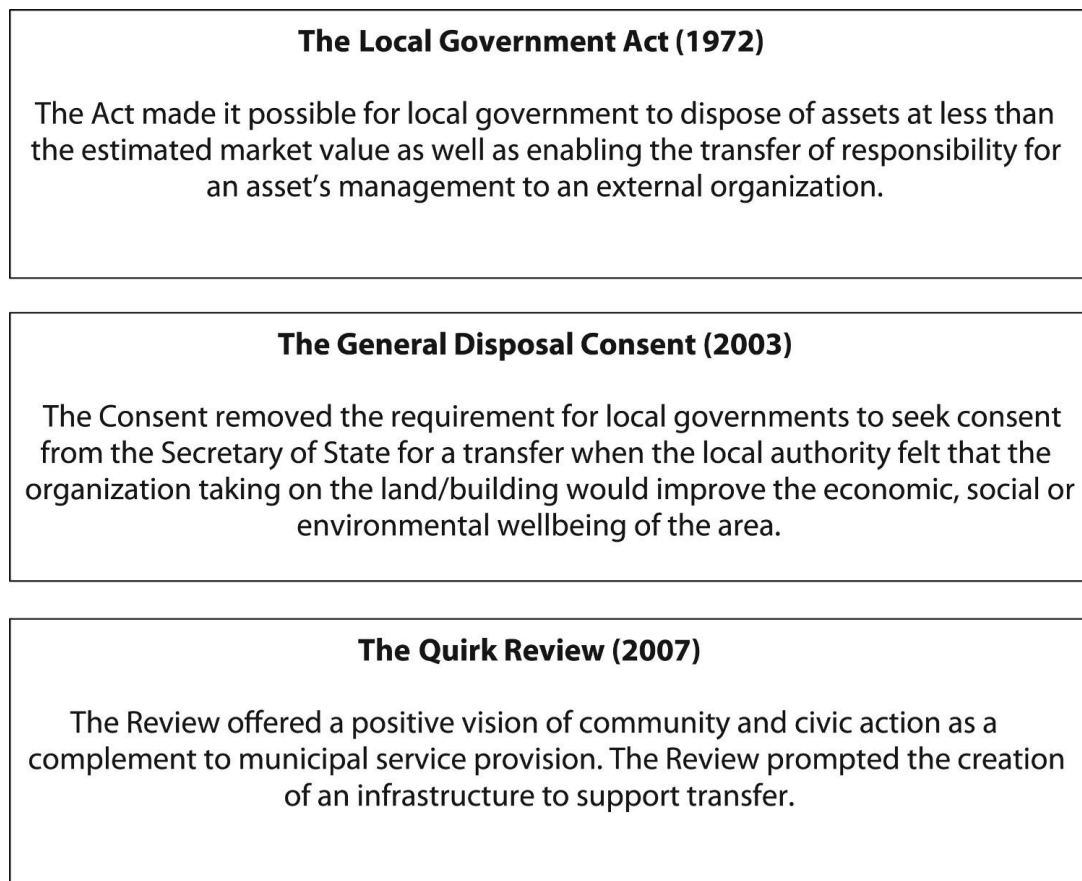 The Local Government Act (1972)
The Act made it possible for local government to dispose of assets at less than
the estimated market value as well as enabling the transfer of responsibility for
an asset's management to an external organization.
The General Disposal Consent (2003)
The Consent removed the requirement for local governments to seek consent
from the Secretary of State for a transfer when the local authority felt that the
organization taking on the land/building would improve the economic, social or
environmental wellbeing of the area.
The Quirk Review (2007)
The Review offered a positive vision of community and civic action as a
complement to municipal service provision. The Review prompted the creation
of an infrastructure to support transfer.